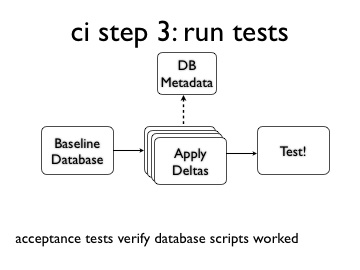 ci step 3: run tests
DB
Metadata
Baseline
Database
Apply
Deltas
Test!
acceptance tests verify database scripts worked